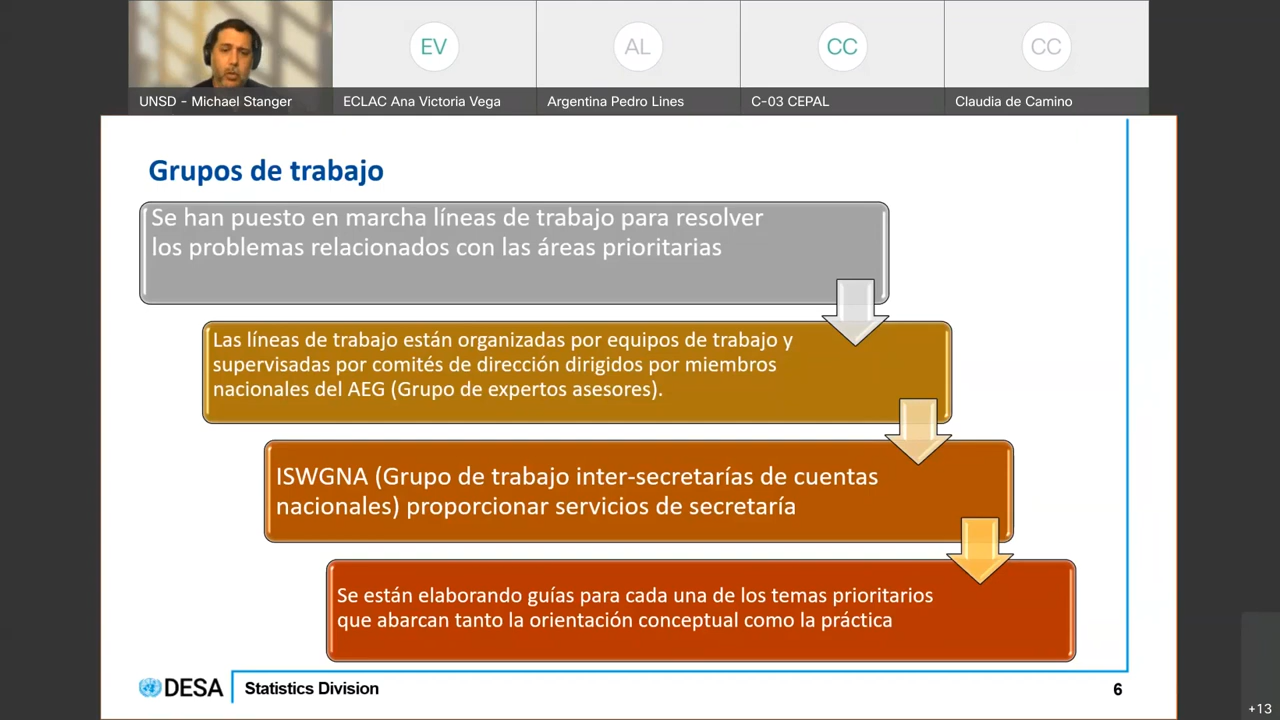 EV
AL
CC
CC
UNSD - Michael Stanger
ECLAC Ana Victoria Vega
Argentina Pedro Lines
C-03 CEPAL
Claudia de Camino
Grupos de trabajo
Se han puesto en marcha líneas de trabajo para resolver
los problemas relacionados con las áreas prioritarias
Las líneas de trabajo están organizadas por equipos de trabajo y
supervisadas por comités de dirección dirigidos por miembros
nacionales del AEG (Grupo de expertos asesores).
ISWGNA (Grupo de trabajo inter-secretarías de cuentas
nacionales) proporcionar servicios de secretaría
Se están elaborando guías para cada una de los temas prioritarios
que abarcan tanto la orientación conceptual como la práctica
DESA
Statistics Division
6
+13